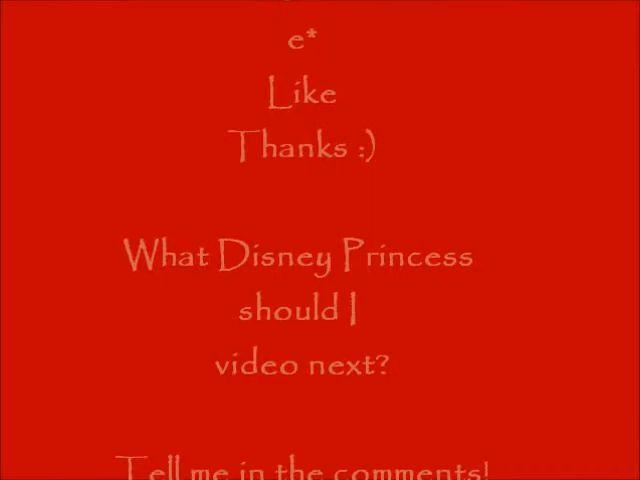 e*
Like
Thanks :)
What Disney Princess
should I
video next?
Tell me in the comments!